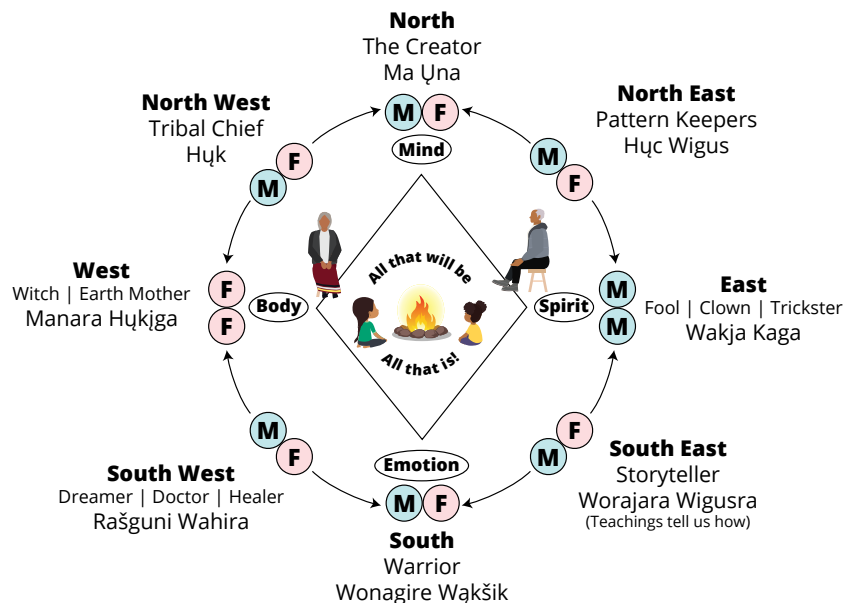 North
The Creator
Ma Ųna
M F
Mind
North West
Tribal Chief
Hųk
F
M
North East
Pattern Keepers
Hųc Wigus
M
F
West
Witch | Earth Mother
Manara Hųkįga
F
F
Body
All that will be
All that is!
Spirit
M
M
East
Fool | Clown | Trickster
Wakja Kaga
M
F
South West
Dreamer | Doctor | Healer
Rašguni Wahira
F
M
South East
Storyteller
Worajara Wigusra
(Teachings tell us how)
Emotion
M F
South
Warrior
Wonagire Wąkšik